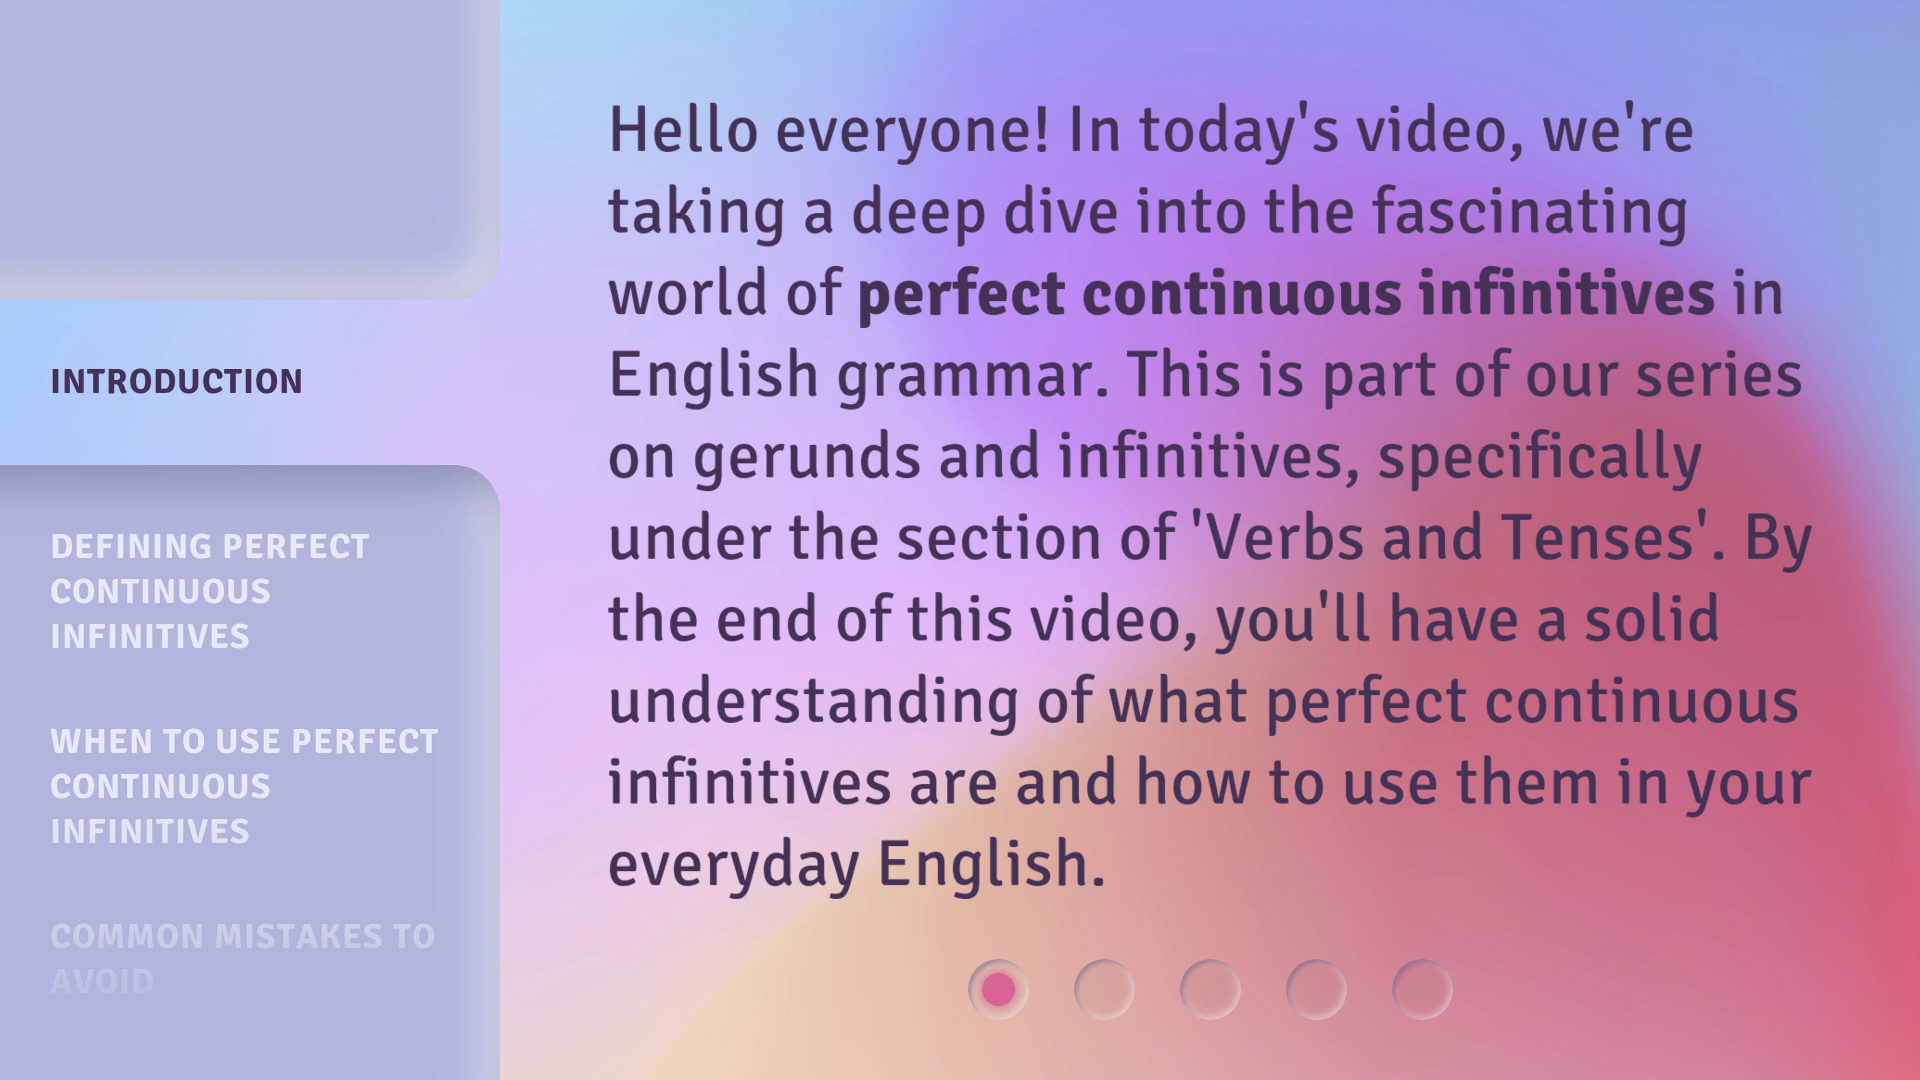 INTRODUCTION
DEFINING PERFECT
CONTINUOUS
INFINITIVES
WHEN TO USE PERFECT
CONTINUOUS
INFINITIVES
COMMON MISTAKES TO
AVOID
Hello everyone! In today's video, we're
taking a deep dive into the fascinating
world of perfect continuous infinitives in
English grammar. This is part of our series
on gerunds and infinitives, specifically
under the section of 'Verbs and Tenses'. By
the end of this video, you'll have a solid
understanding of what perfect continuous
infinitives are and how to use them in your
everyday English.